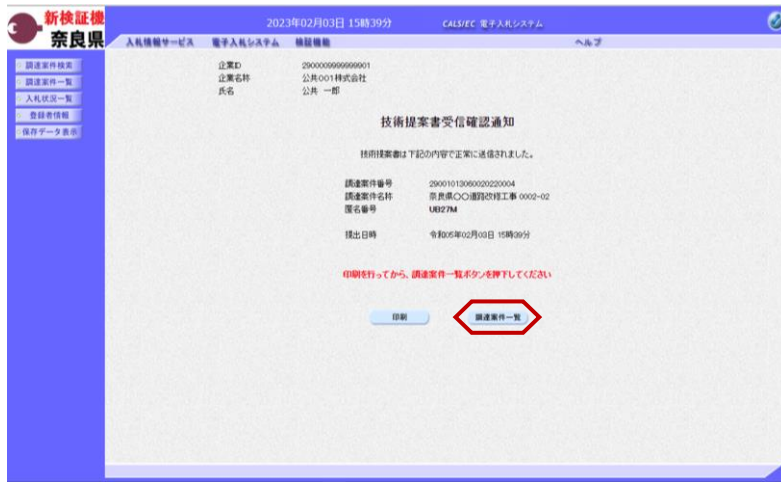 新検証機
奈良県
2023年02月03日 15時39分
CALS/EC 電子入札システム
入札情報サービス 電子入札システム 検証機能 ヘルプ
調達案件検索
調達案件一覧
入札状況一覧
登録者情報
保存データ表示
企業ID 2900009999999901
企業名称 公共001株式会社
氏名 公共 一郎
技術提案書受信確認通知
技術提案書は下記の内容で正常に送信されました。
調達案件番号 29001013060020220004
調達案件名称 奈良県〇〇道路改修工事 0002-02
匿名番号 UB27M
提出日時 令和05年02月03日 15時39分
印刷を行ってから、調達案件一覧ボタンを押下してください
印刷
調達案件一覧